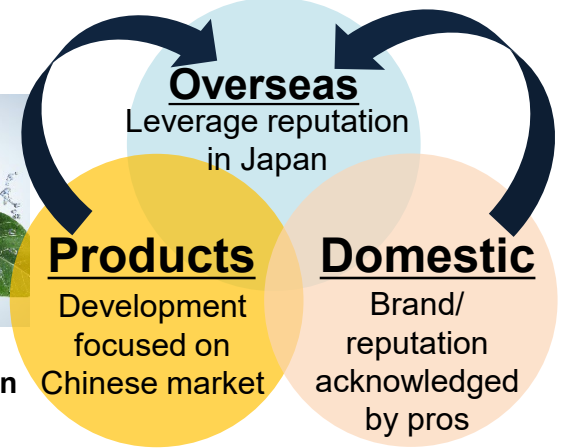 Overseas
Leverage reputation
in Japan
Products
Development
focused on
Chinese market
Domestic
Brand/
reputation
acknowledged
by pros
n